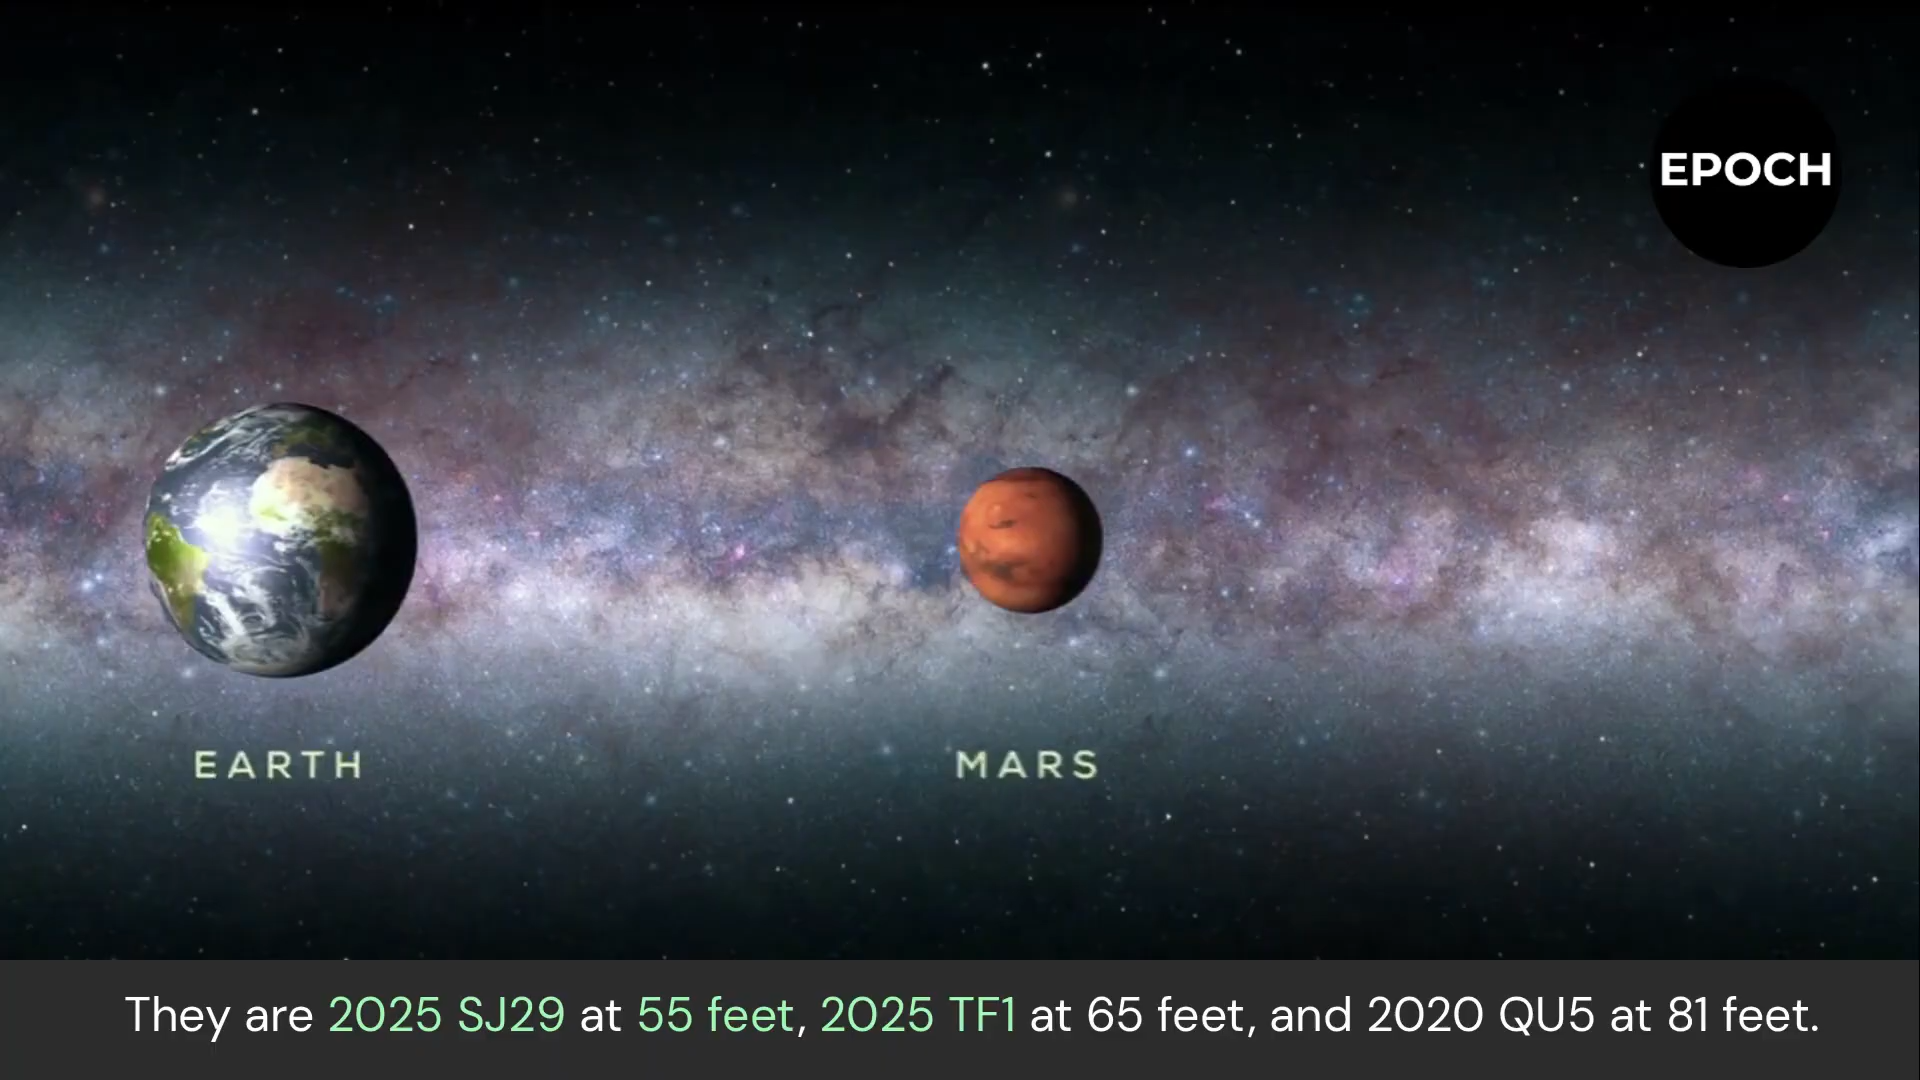 EPOCH
EARTH
MARS
They are 2025 SJ29 at 55 feet, 2025 TF1 at 65 feet, and 2020 QU5 at 81 feet.